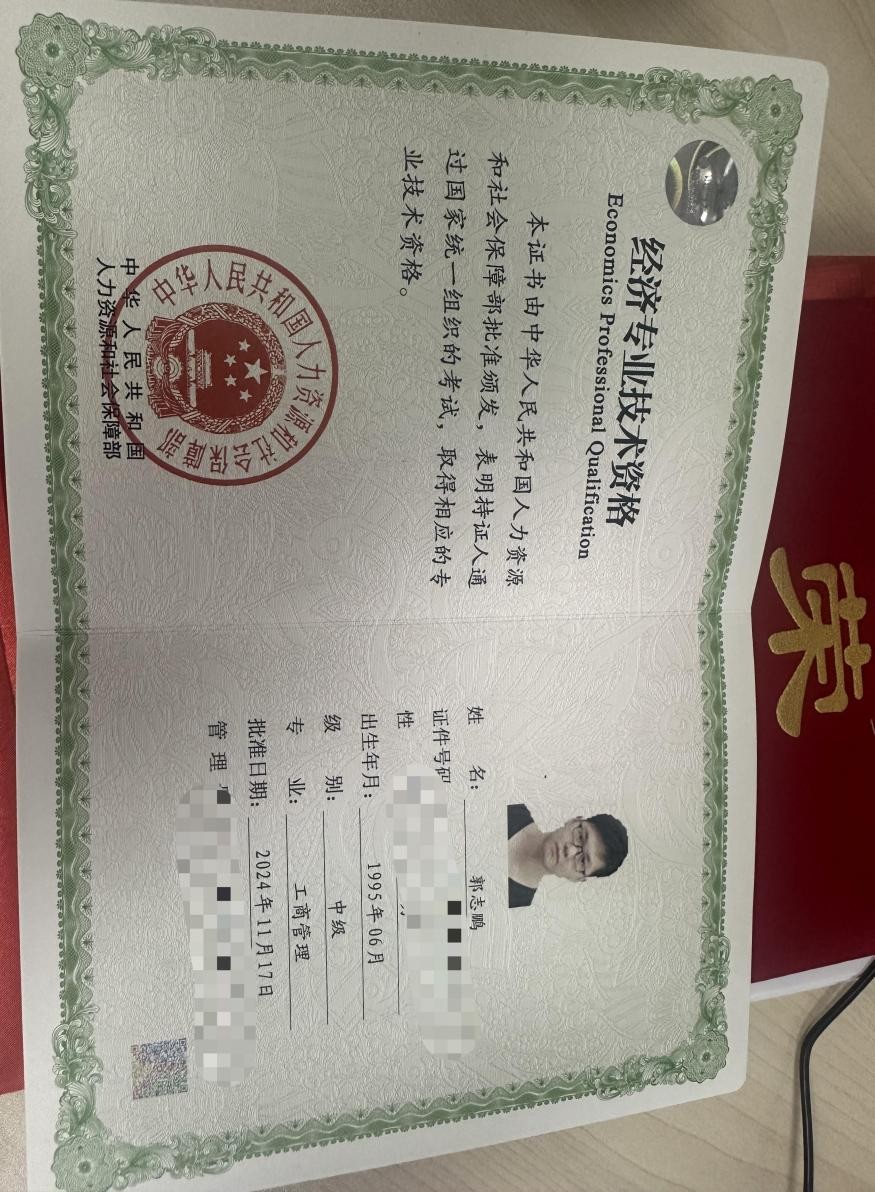 经济专业技术资格
Economics Professional Qualification
本证书由中华人民共和国人力资源
和社会保障部批准颁发，表明持证人通
过国家统一组织的考试，取得相应的专
业技术资格。
中华人民共和国人力资源和社会保障部
中华人民共和国
人力资源和社会保障部
姓 名： 郭志鹏
证件号码
性
出生年月： 1995年06月
级 别： 中级
专 业： 工商管理
批准日期： 2024年11月17日
管理
荣